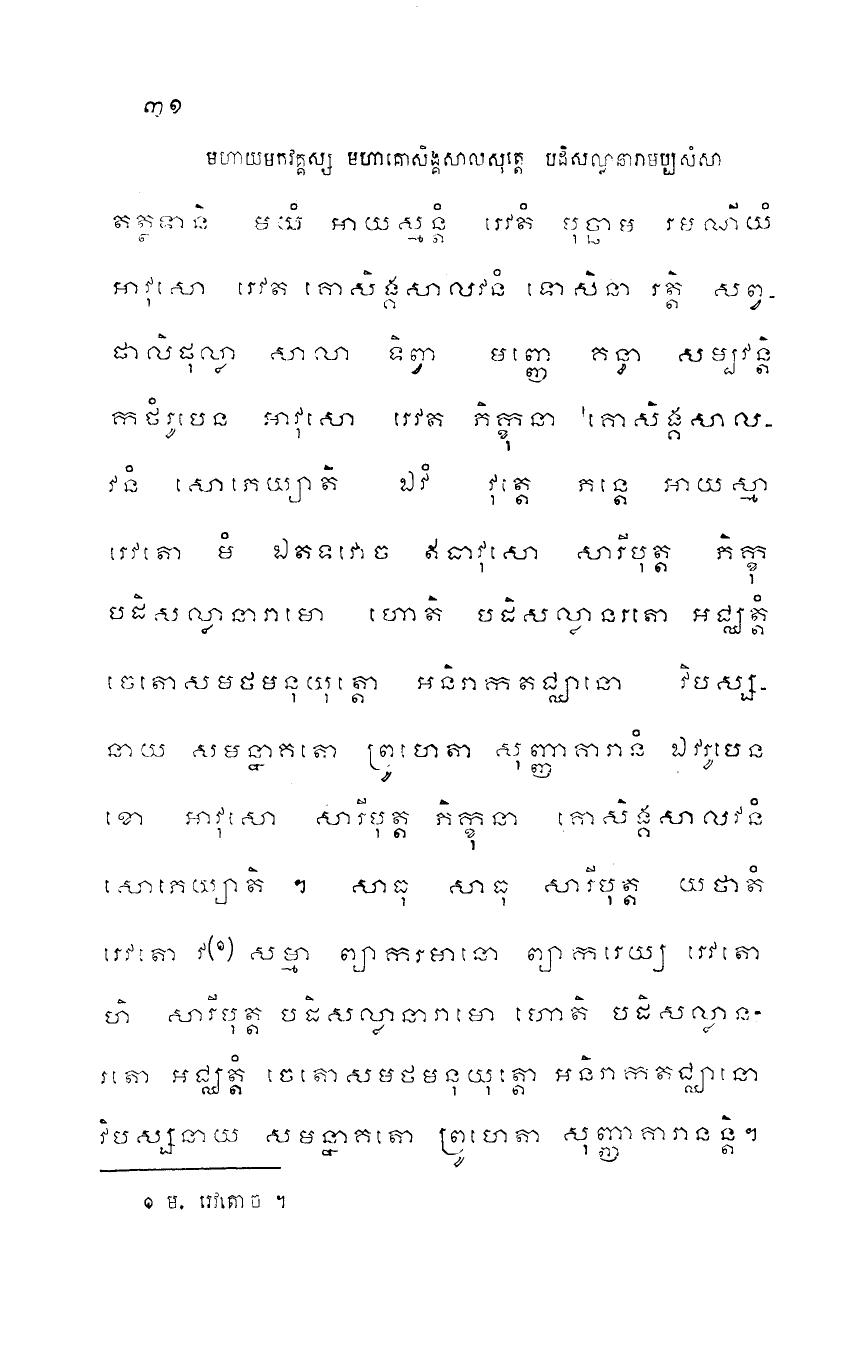 ៣១
មហាយមកវគ្គស្ស មហាគោសិង្គសាលសុត្តេ បដិសល្លានារាមប្បសំសា
តត្ថទានិ មយំ អាយស្មន្តំ រេវតំ បុច្ឆាម រមណីយំ
អាវុសោ រេវត គោសិង្គសាលវនំ ទោសិនា រត្តិ សព្វ-
ផាលិផុល្លា សាលា ទិព្វា មញ្ញេ គន្ធា សម្បវន្តិ
កថំរូបេន អាវុសោ រេវត ភិក្ខុនា គោសិង្គសាល-
វនំ សោភេយ្យាតិ ឯវំ វុត្តេ ភន្តេ អាយស្មា
រេវតោ មំ ឯតទវោច ឥធាវុសោ សារីបុត្ត ភិក្ខុ
បដិសល្លានារាមោ ហោតិ បដិសល្លានរតោ អជ្ឈត្តំ
ចេតោសមថមនុយុត្តោ អនិរាកតជ្ឈានោ វិបស្ស-
នាយ សមន្នាគតោ ព្រូហេតា សុញ្ញាគារានំ ឯវរូបេន
ខោ អាវុសោ សារីបុត្ត ភិក្ខុនា គោសិង្គសាលវនំ
សោភេយ្យាតិ ។ សាធុ សាធុ សារីបុត្ត យថាតំ
រេវតោ វ(១) សម្មា ព្យាករមានោ ព្យាករេយ្យ រេវតោ
ហិ សារីបុត្ត បដិសល្លានារាមោ ហោតិ បដិសល្លាន-
រតោ អជ្ឈត្តំ ចេតោសមថមនុយុត្តោ អនិរាកតជ្ឈានោ
វិបស្សនាយ សមន្នាគតោ ព្រូហេតា សុញ្ញាគារានន្តិ។
១ ម. រេវតោច ។